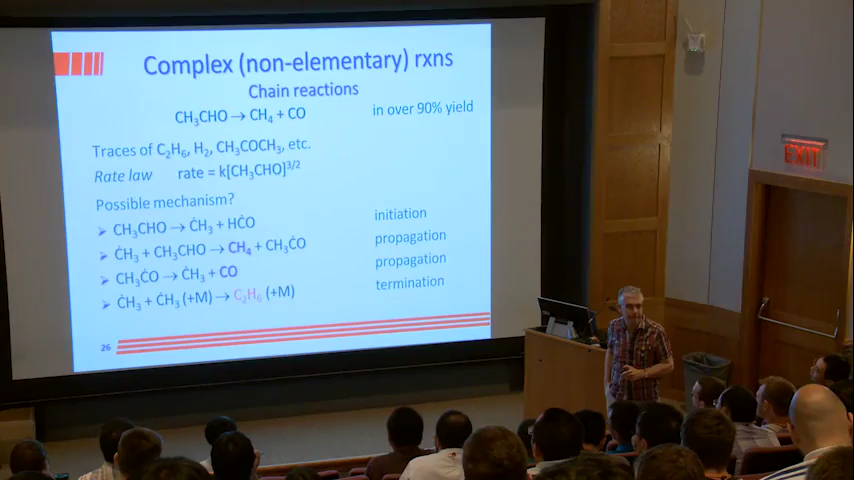 Complex (non-elementary) rxns
Chain reactions
CH₃CHO → CH₄ + CO in over 90% yield
Traces of C₂H₆, H₂, CH₃COCH₃, etc.
Rate law rate = k[CH₃CHO]³/²
Possible mechanism?
➢ CH₃CHO → ĊH₃ + HĊO initiation
➢ ĊH₃ + CH₃CHO → CH₄ + CH₃ĊO propagation
➢ CH₃ĊO → ĊH₃ + CO propagation
➢ ĊH₃ + ĊH₃ (+M) → C₂H₆ (+M) termination
26
EXIT